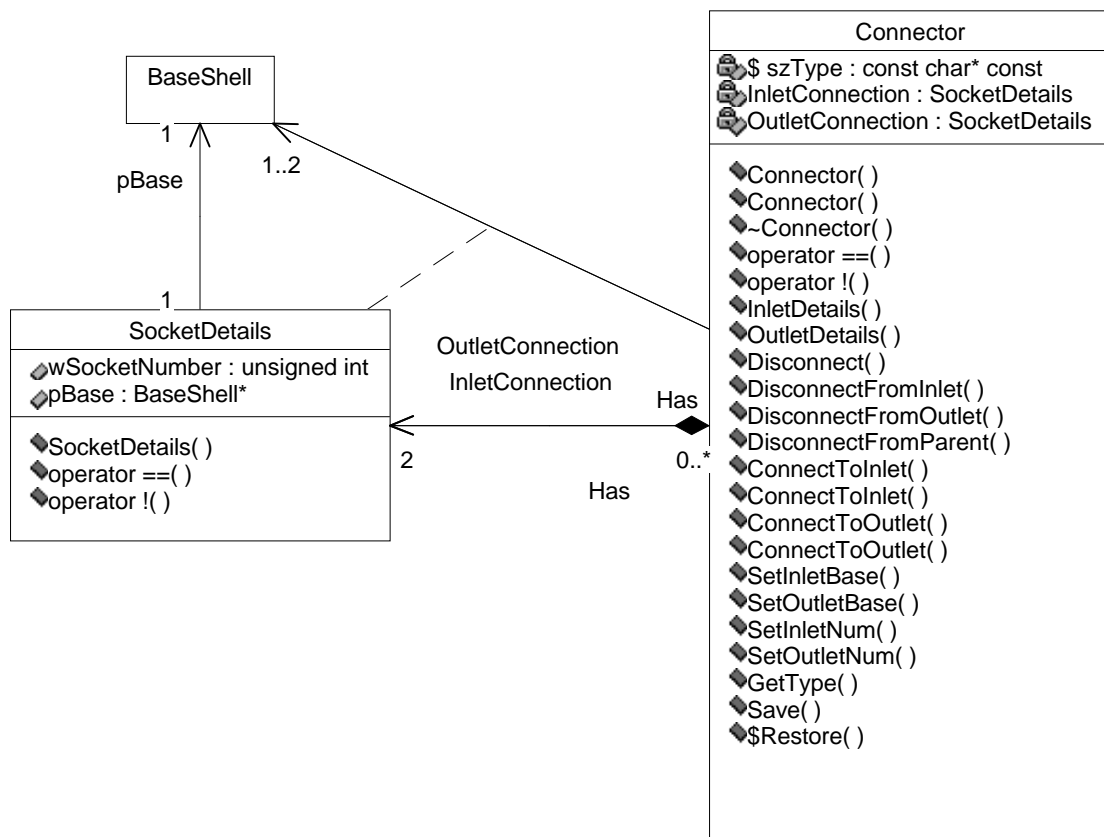 BaseShell
1
1..2
pBase
1
SocketDetails
wSocketNumber : unsigned int
pBase : BaseShell*
SocketDetails( )
operator ==( )
operator !( )
OutletConnection
InletConnection
Has
2
0..*
Has
Connector
$ szType : const char* const
InletConnection : SocketDetails
OutletConnection : SocketDetails
Connector( )
Connector( )
~Connector( )
operator ==( )
operator !( )
InletDetails( )
OutletDetails( )
Disconnect( )
DisconnectFromInlet( )
DisconnectFromOutlet( )
DisconnectFromParent( )
ConnectToInlet( )
ConnectToInlet( )
ConnectToOutlet( )
ConnectToOutlet( )
SetInletBase( )
SetOutletBase( )
SetInletNum( )
SetOutletNum( )
GetType( )
Save( )
$Restore( )